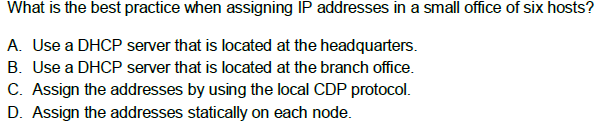 What is the best practice when assigning IP addresses in a small office of six hosts?
A. Use a DHCP server that is located at the headquarters.
B. Use a DHCP server that is located at the branch office.
C. Assign the addresses by using the local CDP protocol.
D. Assign the addresses statically on each node.